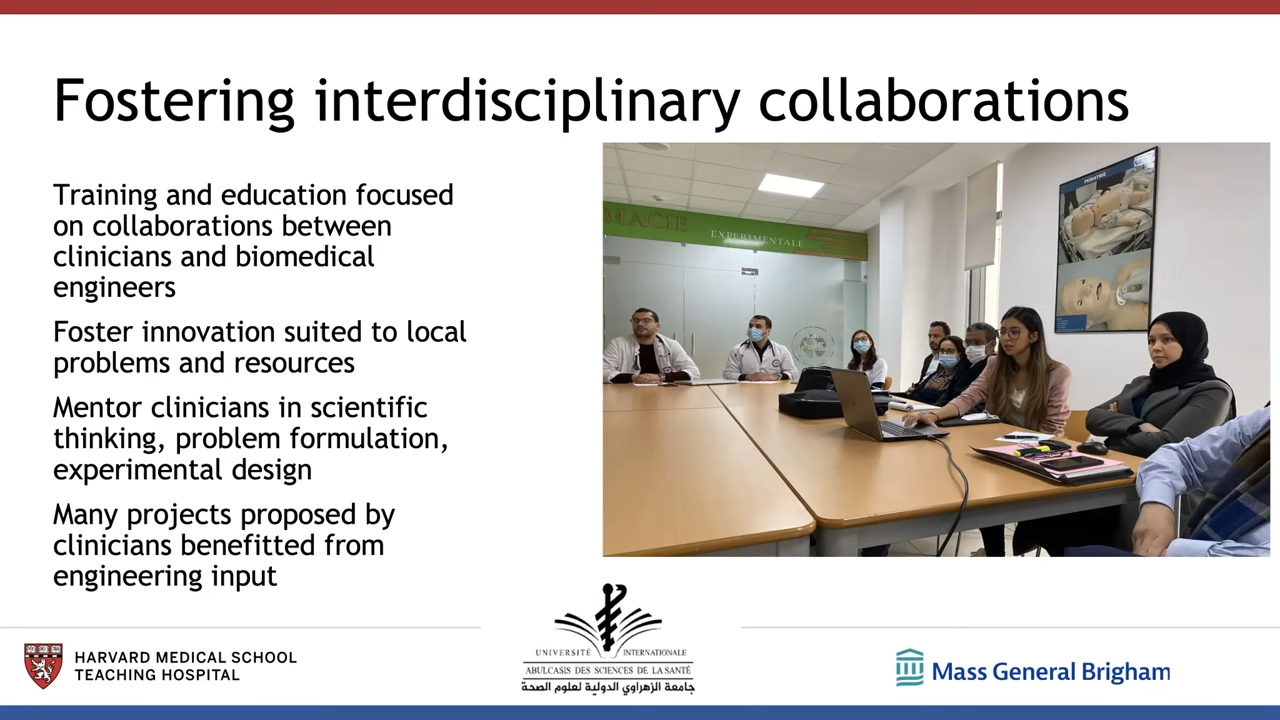 Fostering interdisciplinary collaborations
Training and education focused
on collaborations between
clinicians and biomedical
engineers
Foster innovation suited to local
problems and resources
Mentor clinicians in scientific
thinking, problem formulation,
experimental design
Many projects proposed by
clinicians benefitted from
engineering input
MACIE
EXPERIMENTALE
PEDIATRIE
HARVARD MEDICAL SCHOOL
TEACHING HOSPITAL
UNIVERSITÉ INTERNATIONALE
ABULCASIS DES SCIENCES DE LA SANTÉ
جامعة الزهراوي الدولية لعلوم الصحة
Mass General Brigham